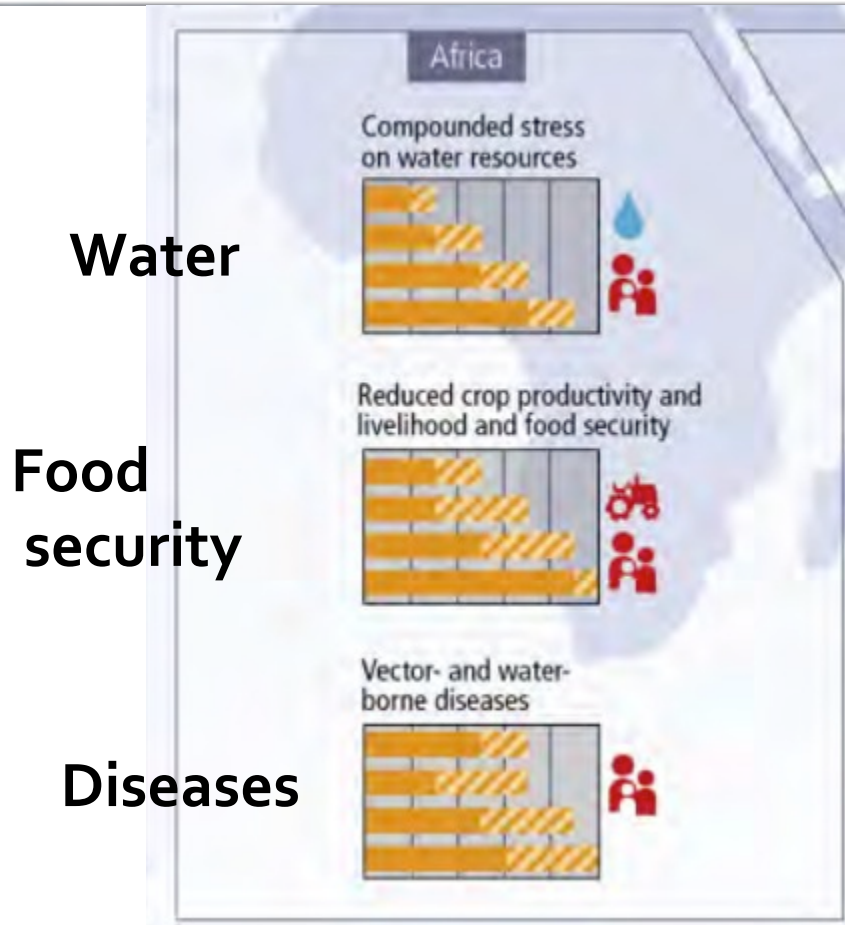 Africa
Compounded stress
on water resources
Water
Reduced crop productivity and
livelihood and food security
Food
security
Vector- and water-
borne diseases
Diseases